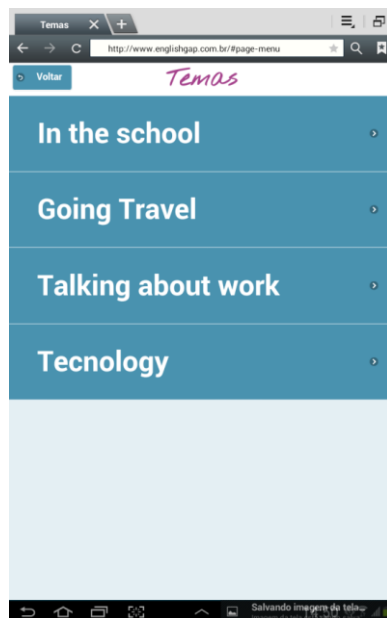 Temas
http://www.englishgap.com.br/#page-menu
Voltar
Temas
In the school
Going Travel
Talking about work
Tecnology
Salvando imagem da tela...